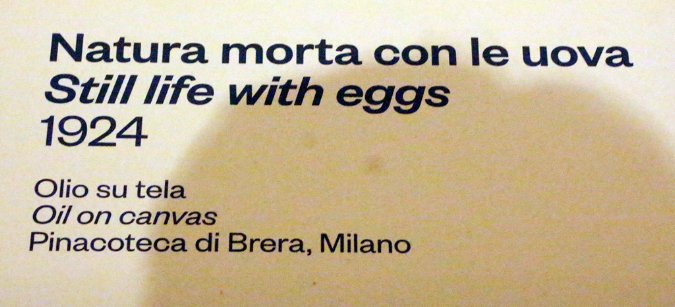 Natura morta con le uova
Still life with eggs
1924
Olio su tela
Oil on canvas
Pinacoteca di Brera, Milano